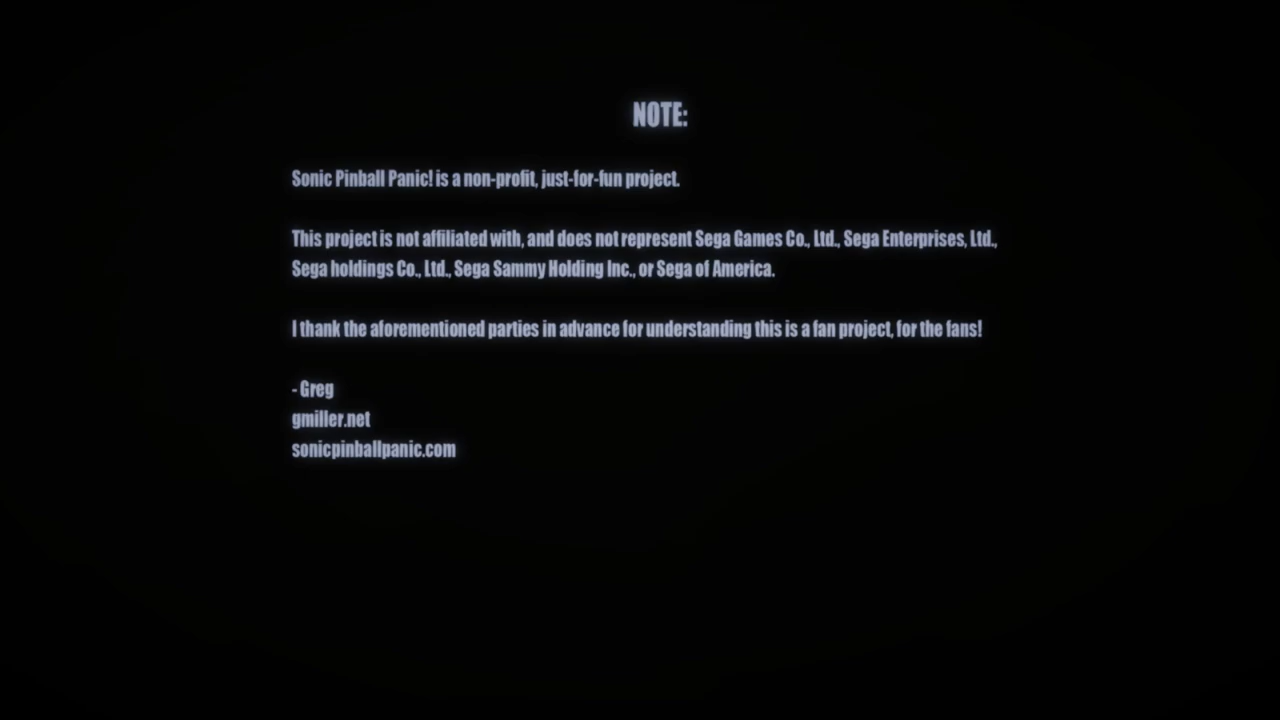 NOTE:
Sonic Pinball Panic! is a non-profit, just-for-fun project.
This project is not affiliated with, and does not represent Sega Games Co., Ltd., Sega Enterprises, Ltd.,
Sega holdings Co., Ltd., Sega Sammy Holding Inc., or Sega of America.
I thank the aforementioned parties in advance for understanding this is a fan project, for the fans!
- Greg
gmiller.net
sonicpinballpanic.com